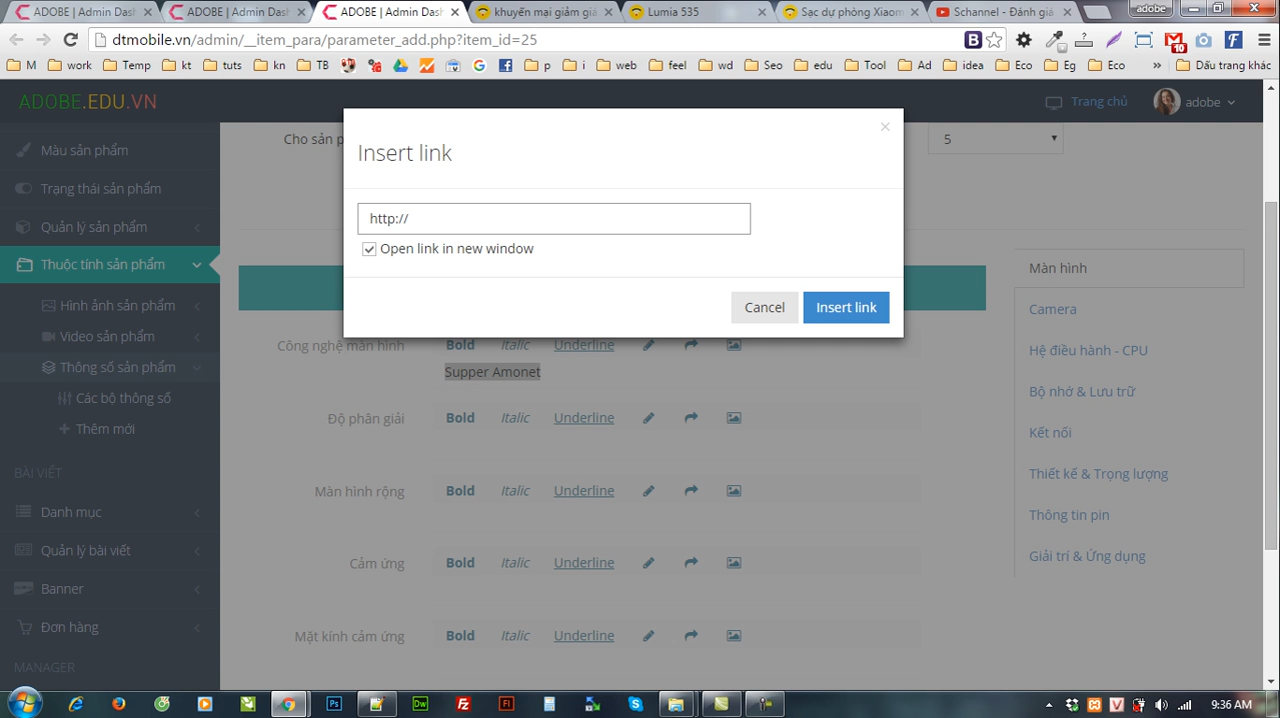 ADOBE | Admin Das
ADOBE | Admin Das
ADOBE | Admin Das
khuyến mại giảm giá
Lumia 535
Sạc dự phòng Xiaom
Schannel - Đánh giá
adobe
dtmobile.vn/admin/__item_para/parameter_add.php?item_id=25
10
M
work
Temp
kt
tuts
kn
TB
p
i
web
feel
wd
Seo
edu
Tool
Ad
idea
Eco
Eg
Eco
»
Dấu trang khác
ADOBE.EDU.VN
Trang chủ
adobe
Màu sản phẩm
Trạng thái sản phẩm
Quản lý sản phẩm
Thuộc tính sản phẩm
Hình ảnh sản phẩm
Video sản phẩm
Thông số sản phẩm
Các bộ thông số
Thêm mới
BÀI VIẾT
Danh mục
Quản lý bài viết
Banner
Đơn hàng
MANAGER
Cho sản p
5
Insert link
×
http://
Open link in new window
Cancel
Insert link
Công nghệ màn hình
Bold Italic Underline
Supper Amonet
Độ phân giải
Bold Italic Underline
Màn hình rộng
Bold Italic Underline
Cảm ứng
Bold Italic Underline
Mặt kính cảm ứng
Bold Italic Underline
Màn hình
Camera
Hệ điều hành - CPU
Bộ nhớ & Lưu trữ
Kết nối
Thiết kế & Trọng lượng
Thông tin pin
Giải trí & Ứng dụng
9:36 AM